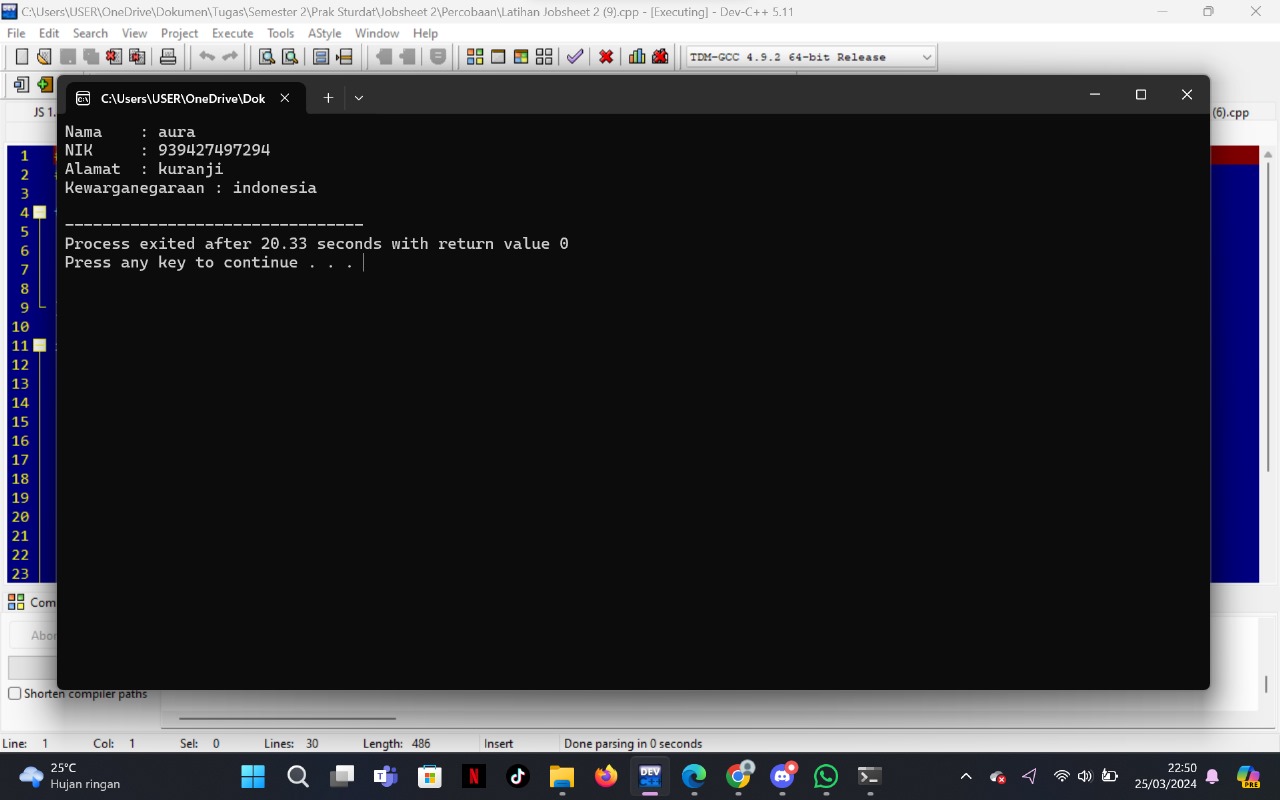 C:\Users\USER\OneDrive\Dokumen\Tugas\Semester 2\Prak Sturdat\Jobsheet 2\Percobaan\Latihan Jobsheet 2 (9).cpp - [Executing] - Dev-C++ 5.11
File Edit Search View Project Execute Tools AStyle Window Help
TDM-GCC 4.9.2 64-bit Release
C:\Users\USER\OneDrive\Dok
JS 1.
(6).cpp
Nama : aura
NIK : 939427497294
Alamat : kuranji
Kewarganegaraan : indonesia
--------------------------------
Process exited after 20.33 seconds with return value 0
Press any key to continue . . .
1
2
3
4
5
6
7
8
9
10
11
12
13
14
15
16
17
18
19
20
21
22
23
Com
Abor
Shorten compiler paths
Line: 1 Col: 1 Sel: 0 Lines: 30 Length: 486 Insert Done parsing in 0 seconds
25°C
Hujan ringan
DEV
C++
PRE
22:50
25/03/2024